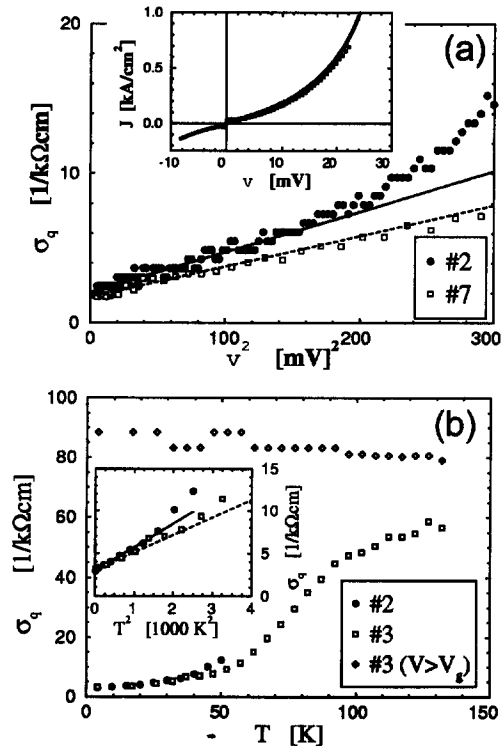 (a)
J [kA/cm²]
1.0
0.5
0.0
-10 0 10 20 30
v [mV]
σq [1/kΩcm]
20
10
0
#2
#7
0 100 200 300
v² [mV]²
(b)
σq [1/kΩcm]
100
80
60
40
20
0
15
10
5
0
σq [1/kΩcm]
0 1 2 3 4
T² [1000 K²]
#2
#3
#3 (V>Vg)
0 50 100 150
T [K]